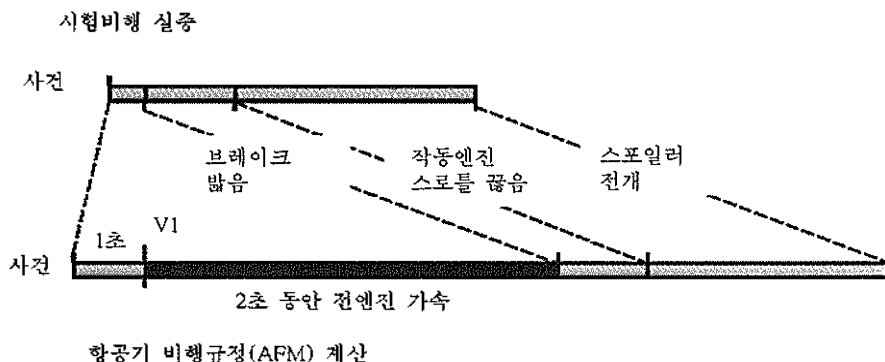 시험비행 실증
사건
브레이크
밟음
작동엔진
스로틀 끊음
스포일러
전개
1초
V1
사건
2초 동안 전엔진 가속
항공기 비행규정(AFM) 계산